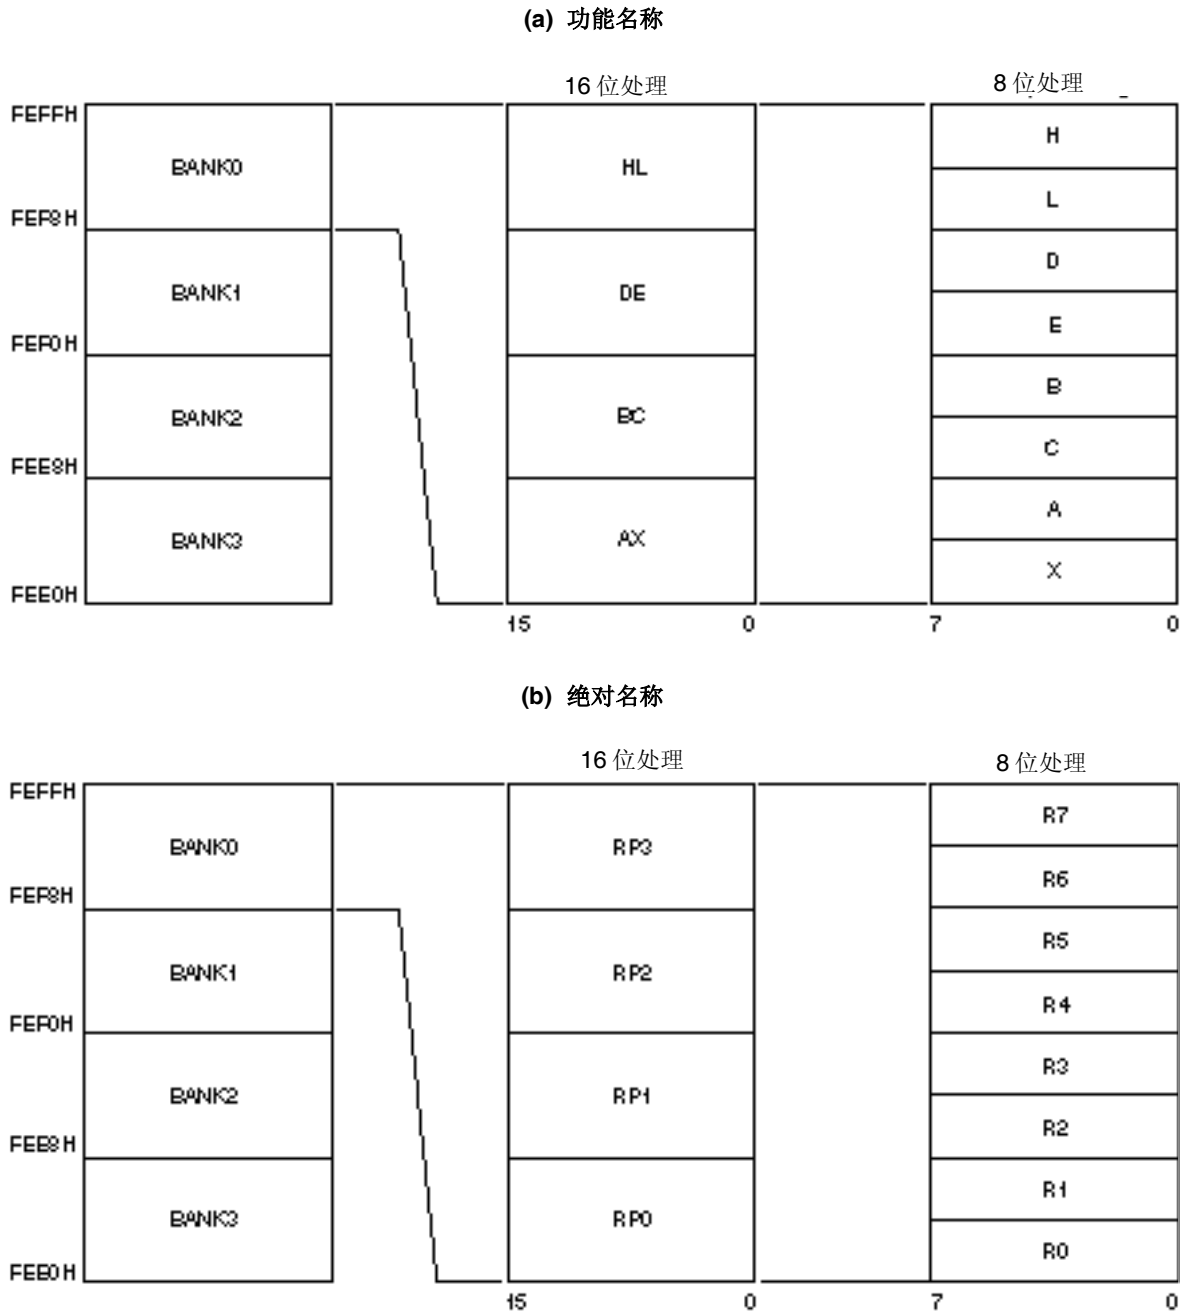 (a) 功能名称
16 位处理
8 位处理
FEFFH
BANK0
HL
H
L
FEF8H
BANK1
DE
D
E
FEF0H
BANK2
BC
B
C
FEE8H
BANK3
AX
A
X
FEE0H
15
0
7
0
(b) 绝对名称
16 位处理
8 位处理
FEFFH
BANK0
RP3
R7
R6
FEF8H
BANK1
RP2
R5
R4
FEF0H
BANK2
RP1
R3
R2
FEE8H
BANK3
RP0
R1
R0
FEE0H
15
0
7
0